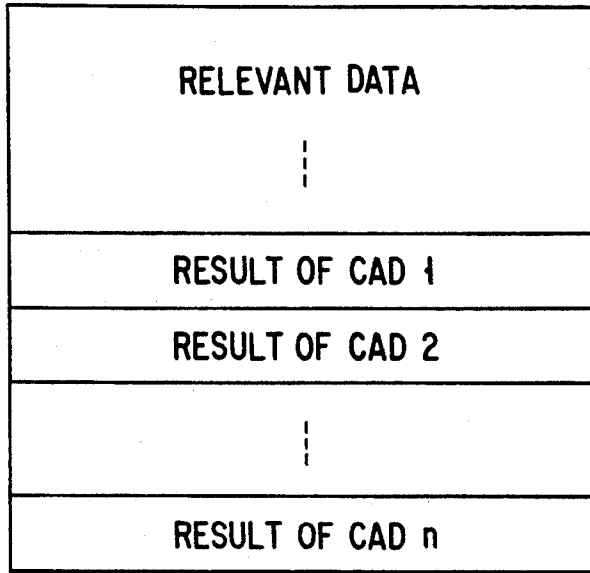 RELEVANT DATA
RESULT OF CAD 1
RESULT OF CAD 2
RESULT OF CAD n